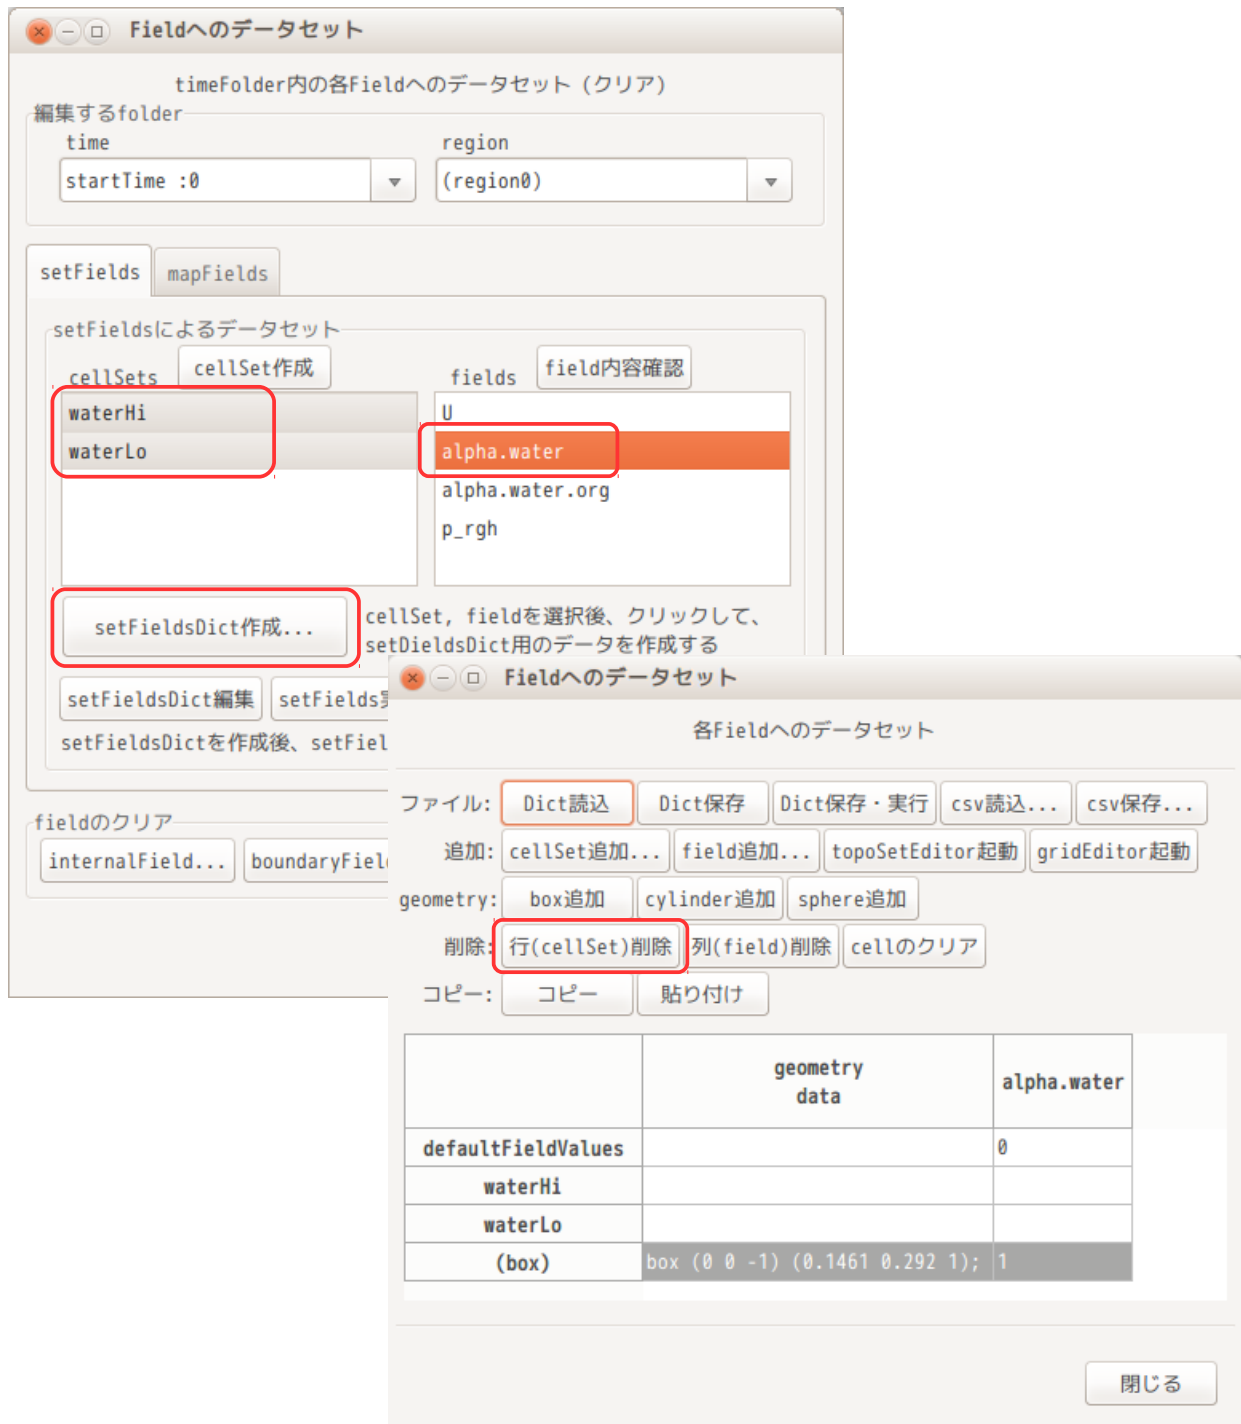 Fieldへのデータセット
timeFolder内の各Fieldへのデータセット (クリア)
編集するfolder
time
region
startTime :0
(region0)
setFields
mapFields
setFieldsによるデータセット
cellSets
cellSet作成
fields
field内容確認
waterHi
waterLo
U
alpha.water
alpha.water.org
p_rgh
setFieldsDict作成...
cellSet, fieldを選択後、クリックして、
setDieldsDict用のデータを作成する
setFieldsDict編集
setFields実
setFieldsDictを作成後、setFiel
fieldのクリア
internalField...
boundaryField
Fieldへのデータセット
各Fieldへのデータセット
ファイル: Dict読込 Dict保存 Dict保存・実行 csv読込... csv保存...
追加: cellSet追加... field追加... topoSetEditor起動 gridEditor起動
geometry: box追加 cylinder追加 sphere追加
削除: 行(cellSet)削除 列(field)削除 cellのクリア
コピー: コピー 貼り付け
geometry
data
alpha.water
defaultFieldValues 0
waterHi
waterLo
(box) box (0 0 -1) (0.1461 0.292 1); 1
閉じる